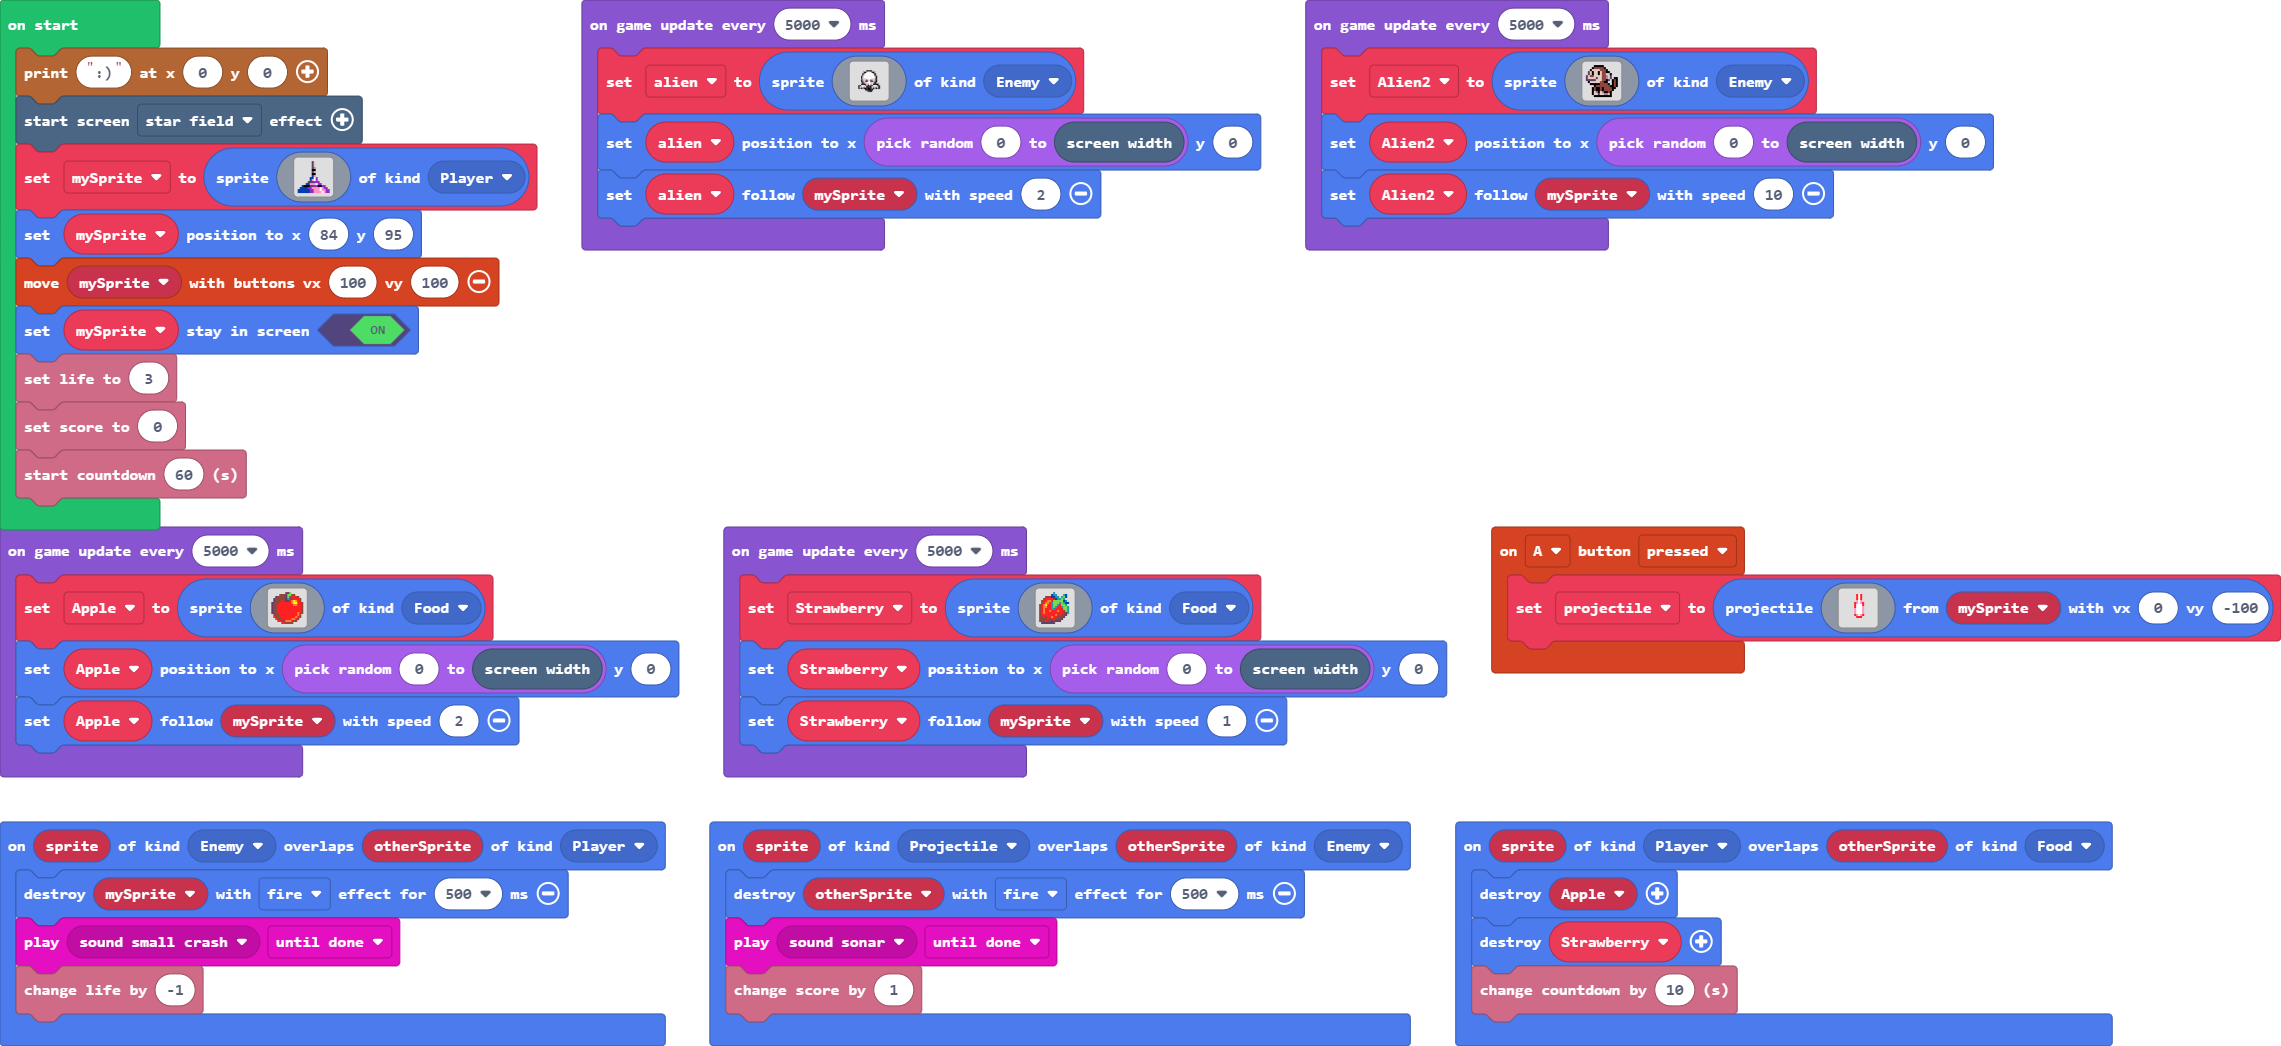 on start
print ":)" at x 0 y 0
start screen star field effect
set mySprite to sprite of kind Player
set mySprite position to x 84 y 95
move mySprite with buttons vx 100 vy 100
set mySprite stay in screen ON
set life to 3
set score to 0
start countdown 60 (s)
on game update every 5000 ms
set alien to sprite of kind Enemy
set alien position to x pick random 0 to screen width y 0
set alien follow mySprite with speed 2
on game update every 5000 ms
set Alien2 to sprite of kind Enemy
set Alien2 position to x pick random 0 to screen width y 0
set Alien2 follow mySprite with speed 10
on game update every 5000 ms
set Apple to sprite of kind Food
set Apple position to x pick random 0 to screen width y 0
set Apple follow mySprite with speed 2
on game update every 5000 ms
set Strawberry to sprite of kind Food
set Strawberry position to x pick random 0 to screen width y 0
set Strawberry follow mySprite with speed 1
on A button pressed
set projectile to projectile from mySprite with vx 0 vy -100
on sprite of kind Enemy overlaps otherSprite of kind Player
destroy mySprite with fire effect for 500 ms
play sound small crash until done
change life by -1
on sprite of kind Projectile overlaps otherSprite of kind Enemy
destroy otherSprite with fire effect for 500 ms
play sound sonar until done
change score by 1
on sprite of kind Player overlaps otherSprite of kind Food
destroy Apple
destroy Strawberry
change countdown by 10 (s)